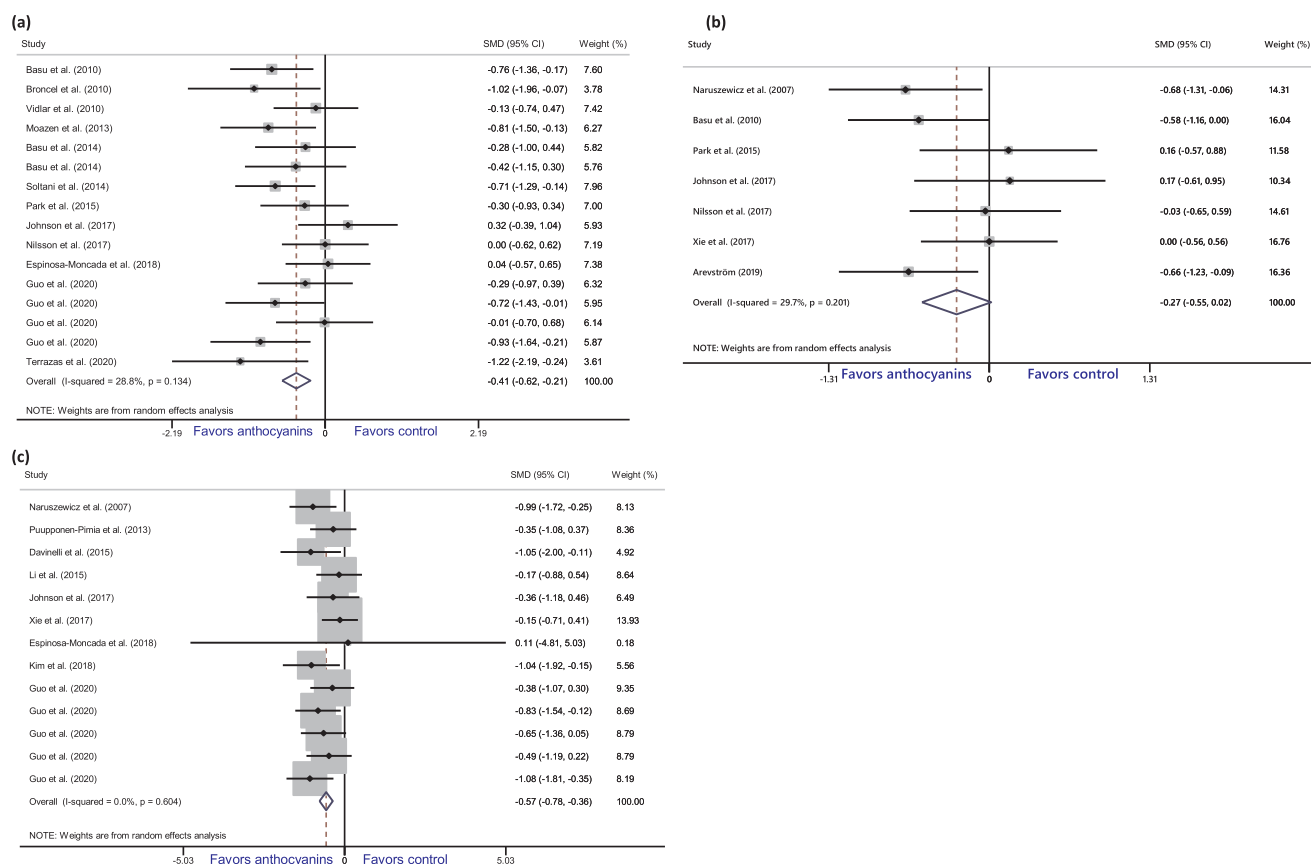 (a)
Study SMD (95% CI) Weight (%)
Basu et al. (2010) -0.76 (-1.36, -0.17) 7.60
Broncel et al. (2010) -1.02 (-1.96, -0.07) 3.78
Vidlar et al. (2010) -0.13 (-0.74, 0.47) 7.42
Moazen et al. (2013) -0.81 (-1.50, -0.13) 6.27
Basu et al. (2014) -0.28 (-1.00, 0.44) 5.82
Basu et al. (2014) -0.42 (-1.15, 0.30) 5.76
Soltani et al. (2014) -0.71 (-1.29, -0.14) 7.96
Park et al. (2015) -0.30 (-0.93, 0.34) 7.00
Johnson et al. (2017) 0.32 (-0.39, 1.04) 5.93
Nilsson et al. (2017) 0.00 (-0.62, 0.62) 7.19
Espinosa-Moncada et al. (2018) 0.04 (-0.57, 0.65) 7.38
Guo et al. (2020) -0.29 (-0.97, 0.39) 6.32
Guo et al. (2020) -0.72 (-1.43, -0.01) 5.95
Guo et al. (2020) -0.01 (-0.70, 0.68) 6.14
Guo et al. (2020) -0.93 (-1.64, -0.21) 5.87
Terrazas et al. (2020) -1.22 (-2.19, -0.24) 3.61
Overall (I-squared = 28.8%, p = 0.134) -0.41 (-0.62, -0.21) 100.00
NOTE: Weights are from random effects analysis
-2.19 Favors anthocyanins 0 Favors control 2.19
(b)
Study SMD (95% CI) Weight (%)
Naruszewicz et al. (2007) -0.68 (-1.31, -0.06) 14.31
Basu et al. (2010) -0.58 (-1.16, 0.00) 16.04
Park et al. (2015) 0.16 (-0.57, 0.88) 11.58
Johnson et al. (2017) 0.17 (-0.61, 0.95) 10.34
Nilsson et al. (2017) -0.03 (-0.65, 0.59) 14.61
Xie et al. (2017) 0.00 (-0.56, 0.56) 16.76
Arevström (2019) -0.66 (-1.23, -0.09) 16.36
Overall (I-squared = 29.7%, p = 0.201) -0.27 (-0.55, 0.02) 100.00
NOTE: Weights are from random effects analysis
-1.31 Favors anthocyanins 0 Favors control 1.31
(c)
Study SMD (95% CI) Weight (%)
Naruszewicz et al. (2007) -0.99 (-1.72, -0.25) 8.13
Puupponen-Pimia et al. (2013) -0.35 (-1.08, 0.37) 8.36
Davinelli et al. (2015) -1.05 (-2.00, -0.11) 4.92
Li et al. (2015) -0.17 (-0.88, 0.54) 8.64
Johnson et al. (2017) -0.36 (-1.18, 0.46) 6.49
Xie et al. (2017) -0.15 (-0.71, 0.41) 13.93
Espinosa-Moncada et al. (2018) 0.11 (-4.81, 5.03) 0.18
Kim et al. (2018) -1.04 (-1.92, -0.15) 5.56
Guo et al. (2020) -0.38 (-1.07, 0.30) 9.35
Guo et al. (2020) -0.83 (-1.54, -0.12) 8.69
Guo et al. (2020) -0.65 (-1.36, 0.05) 8.79
Guo et al. (2020) -0.49 (-1.19, 0.22) 8.79
Guo et al. (2020) -1.08 (-1.81, -0.35) 8.19
Overall (I-squared = 0.0%, p = 0.604) -0.57 (-0.78, -0.36) 100.00
NOTE: Weights are from random effects analysis
-5.03 Favors anthocyanins 0 Favors control 5.03